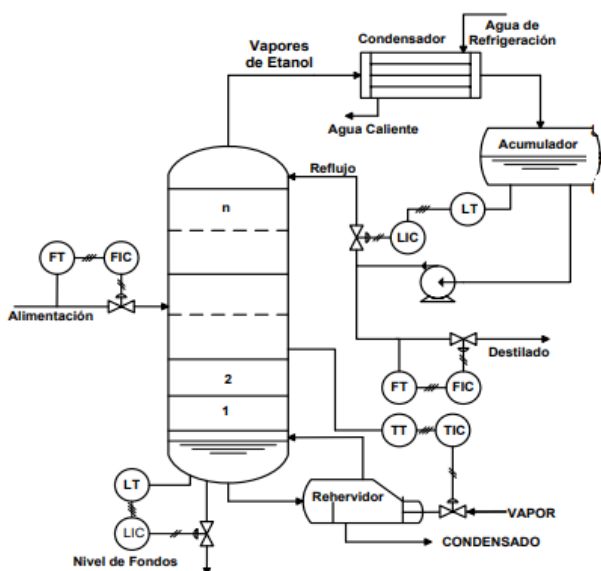 Agua de
Refrigeración
Condensador
Vapores
de Etanol
Agua Caliente
Acumulador
Reflujo
n
LT
LIC
FT
FIC
Alimentación
Destilado
FT
FIC
2
1
TT
TIC
LT
LIC
Rehervidor
VAPOR
CONDENSADO
Nivel de Fondos